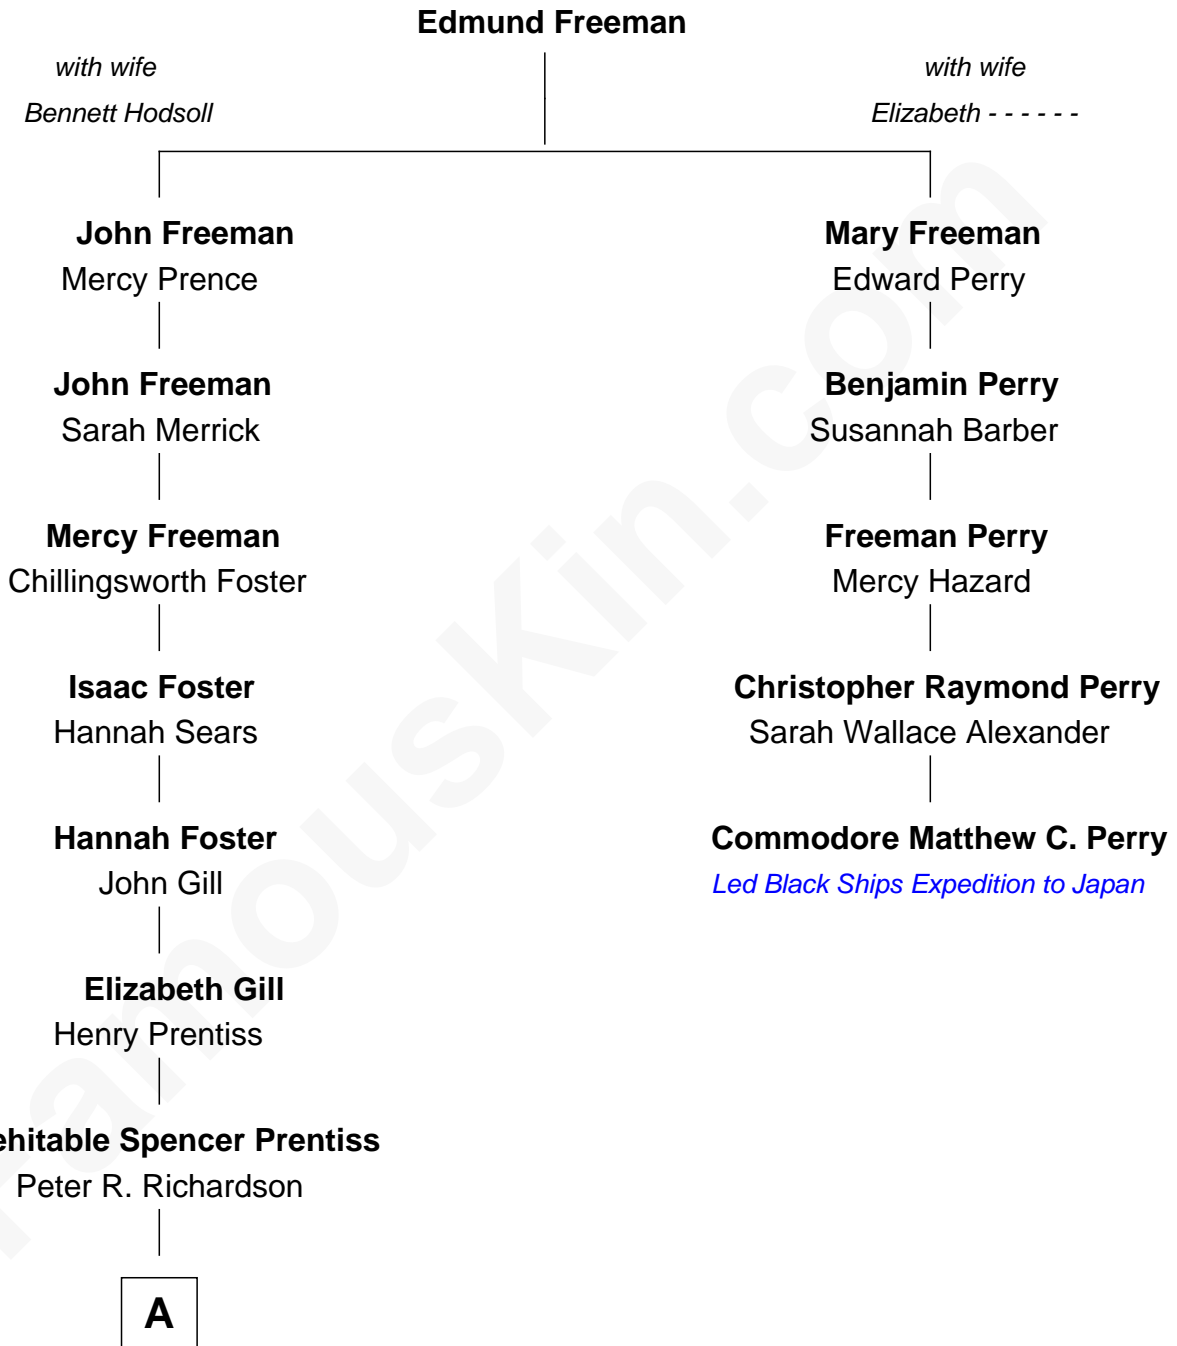 Edmund Freeman
with wife
Bennett Hodsoll
with wife
Elizabeth - - - - - -
John Freeman
Mercy Prence
Mary Freeman
Edward Perry
John Freeman
Sarah Merrick
Benjamin Perry
Susannah Barber
Mercy Freeman
Chillingsworth Foster
Freeman Perry
Mercy Hazard
Isaac Foster
Hannah Sears
Christopher Raymond Perry
Sarah Wallace Alexander
Hannah Foster
John Gill
Commodore Matthew C. Perry
Led Black Ships Expedition to Japan
Elizabeth Gill
Henry Prentiss
ehitable Spencer Prentiss
Peter R. Richardson
A
FamousKin.com